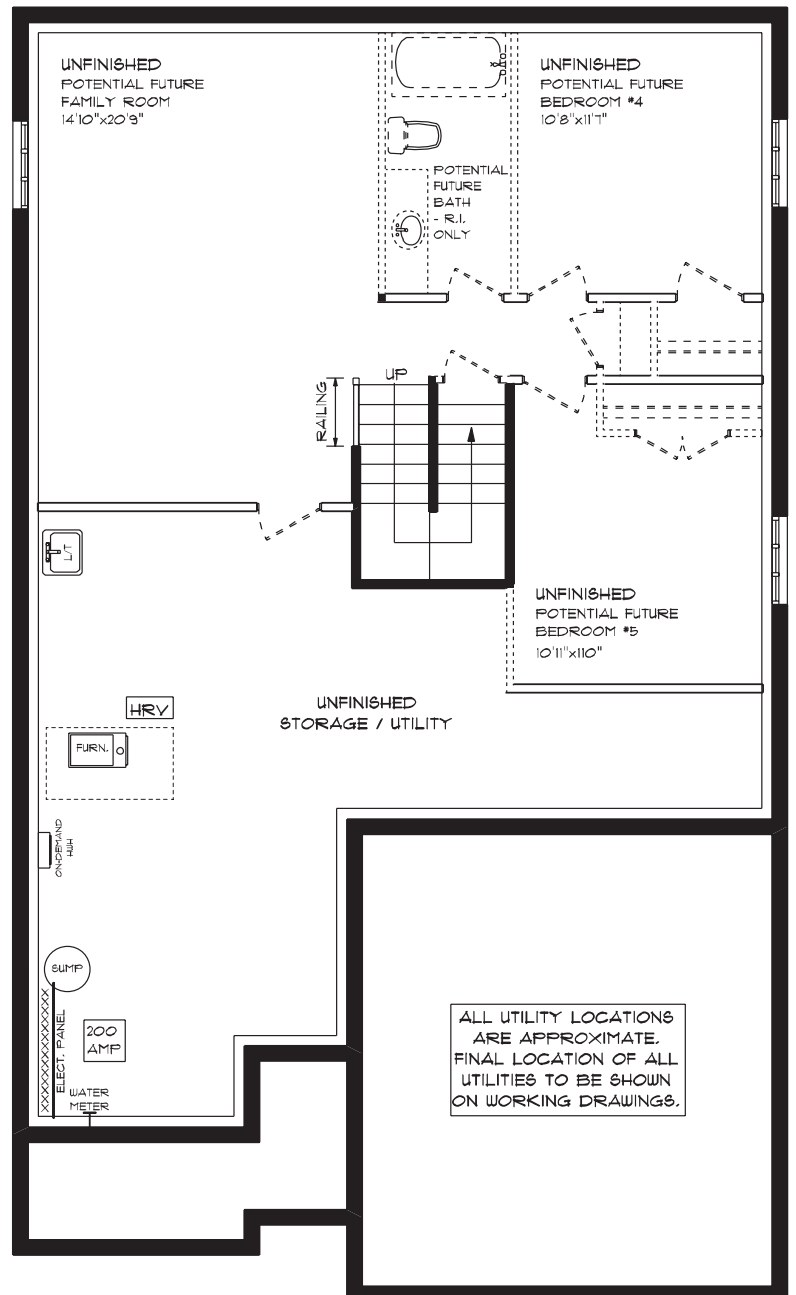 UNFINISHED
POTENTIAL FUTURE
FAMILY ROOM
14'10"x20'9"
UNFINISHED
POTENTIAL FUTURE
BEDROOM #4
10'8"x11'7"
POTENTIAL
FUTURE
BATH
- R.I.
ONLY
UP
RAILING
L/T
UNFINISHED
POTENTIAL FUTURE
BEDROOM #5
10'11"x110"
UNFINISHED
STORAGE / UTILITY
HRV
FURN.
ON-DEMAND
HWH
SUMP
ELECT. PANEL
200
AMP
WATER
METER
ALL UTILITY LOCATIONS
ARE APPROXIMATE.
FINAL LOCATION OF ALL
UTILITIES TO BE SHOWN
ON WORKING DRAWINGS.